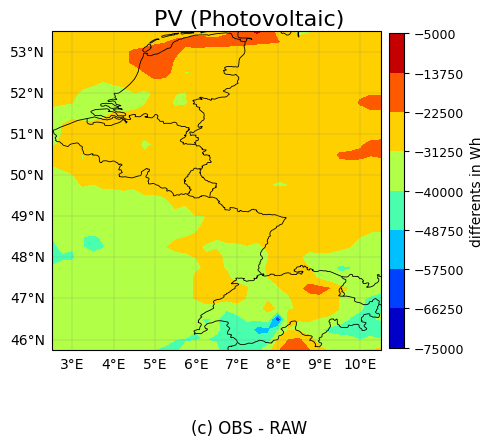 PV (Photovoltaic)
53°N
52°N
51°N
50°N
49°N
48°N
47°N
46°N
3°E 4°E 5°E 6°E 7°E 8°E 9°E 10°E
−5000
−13750
−22500
−31250
−40000
−48750
−57500
−66250
−75000
differents in Wh
(c) OBS - RAW